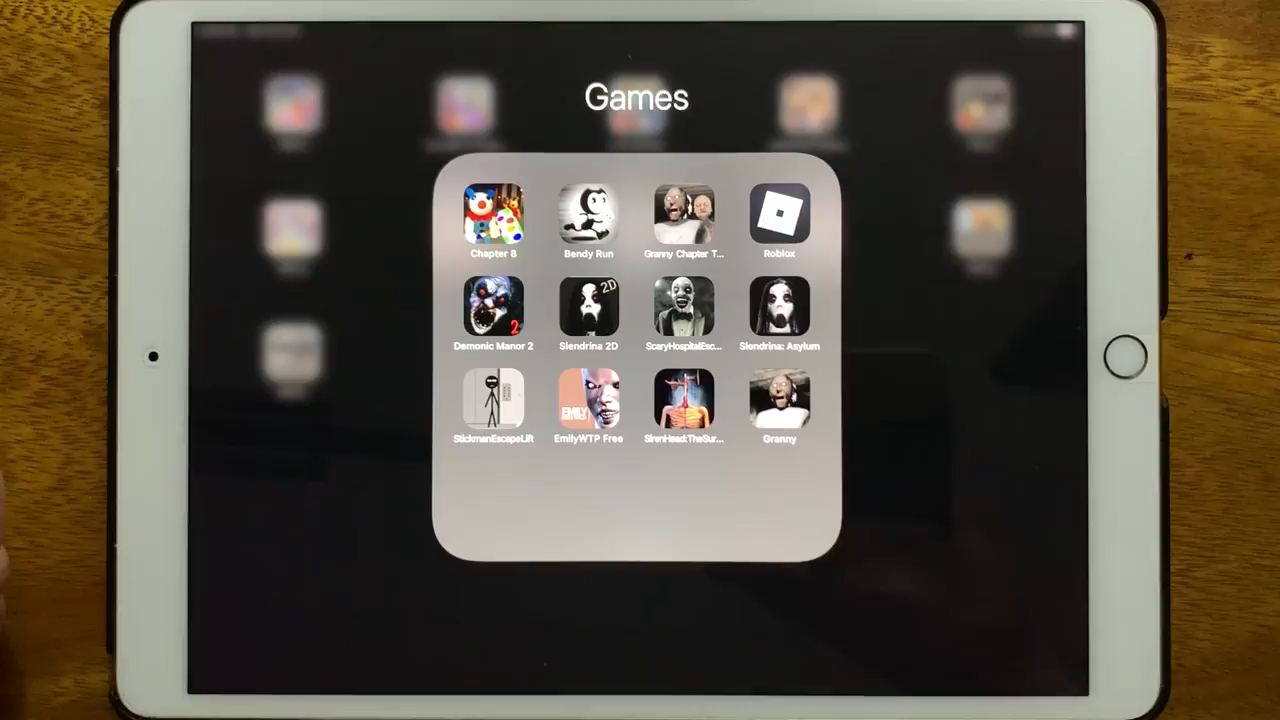 Games
Chapter 8
Bendy Run
Granny Chapter T...
Roblox
Demonic Manor 2
Slendrina 2D
ScaryHospitalEsc...
Slendrina: Asylum
StickmanEscapeLift
EmilyWTP Free
SirenHead:TheSur...
Granny
2
2D
EMILY